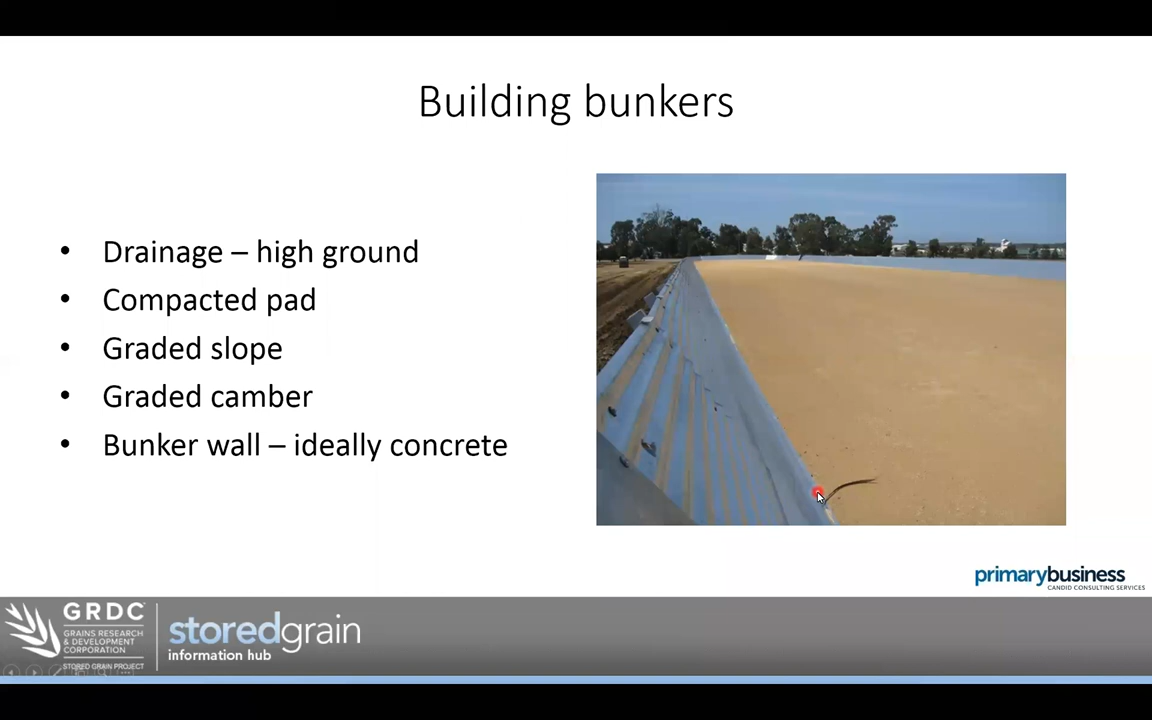 Building bunkers
• Drainage – high ground
• Compacted pad
• Graded slope
• Graded camber
• Bunker wall – ideally concrete
primarybusiness
CANDID CONSULTING SERVICES
GRDC
GRAINS RESEARCH
& DEVELOPMENT
CORPORATION
STORED GRAIN PROJECT
storedgrain
information hub